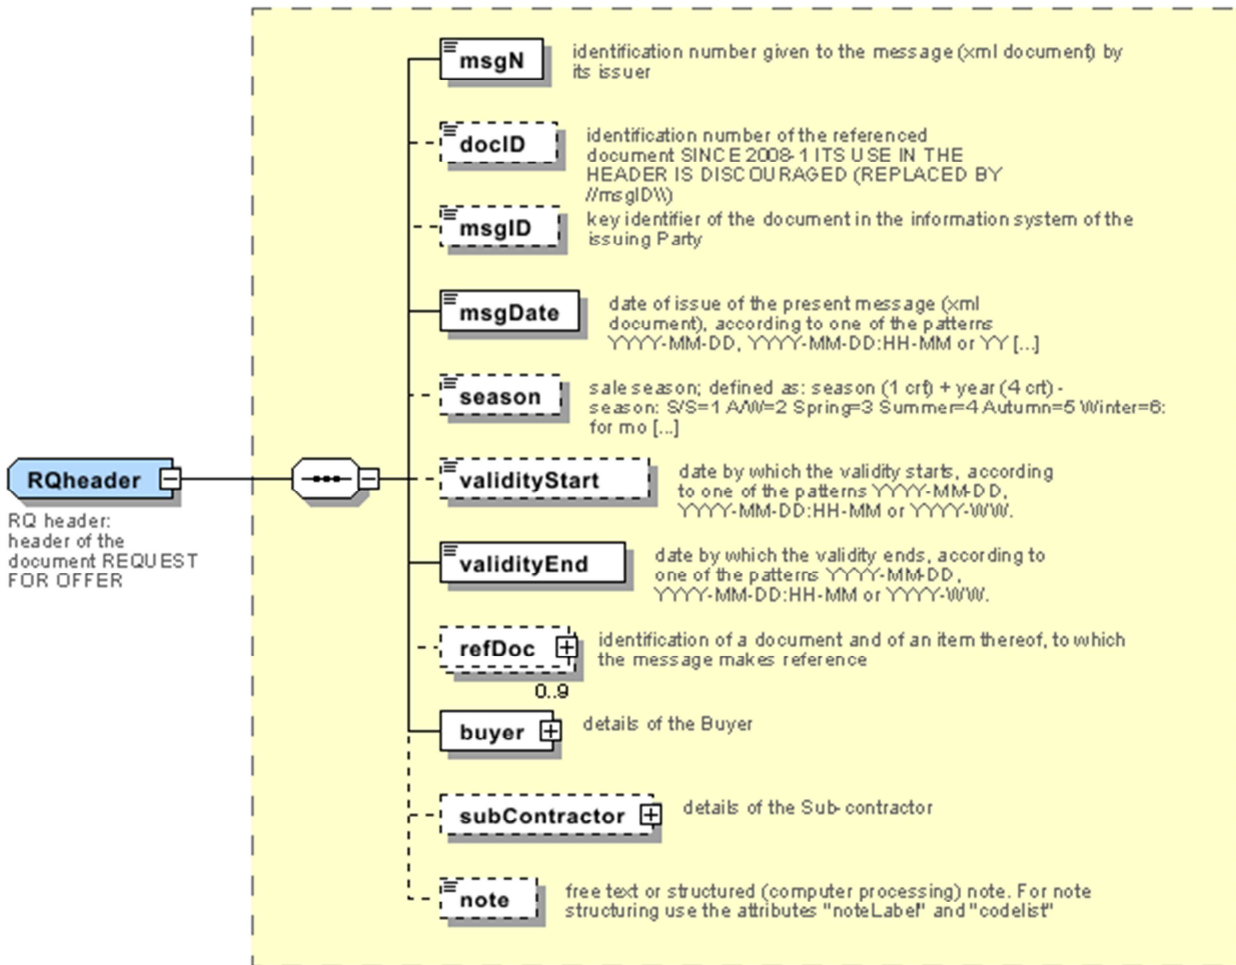 msgN
identification number given to the message (xml document) by
its issuer
docID
identification number of the referenced
document SINCE 2008-1 ITS USE IN THE
HEADER IS DISCOURAGED (REPLACED BY
//msgID\\)
msgID
key identifier of the document in the information system of the
issuing Party
msgDate
date of issue of the present message (xml
document), according to one of the patterns
YYYY-MM-DD, YYYY-MM-DD:HH-MM or YY [...]
season
sale season; defined as: season (1 crt) + year (4 crt) -
season: S/S=1 A/W=2 Spring=3 Summer=4 Autumn=5 Winter=6:
for mo [...]
RQheader
RQ header:
header of the
document REQUEST
FOR OFFER
validityStart
date by which the validity starts, according
to one of the patterns YYYY-MM-DD,
YYYY-MM-DD:HH-MM or YYYY-WW.
validityEnd
date by which the validity ends, according to
one of the patterns YYYY-MM-DD,
YYYY-MM-DD:HH-MM or YYYY-WW.
refDoc
0..9
identification of a document and of an item thereof, to which
the message makes reference
buyer
details of the Buyer
subContractor
details of the Sub-contractor
note
free text or structured (computer processing) note. For note
structuring use the attributes "noteLabel" and "codelist"